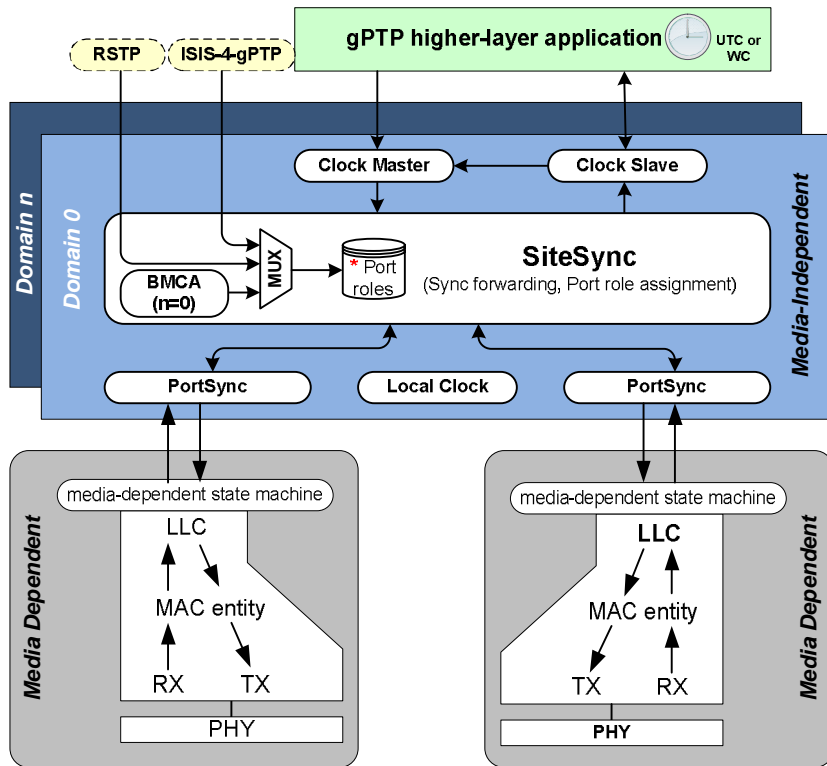 gPTP higher-layer application
UTC or
WC
RSTP
ISIS-4-gPTP
Clock Master
Clock Slave
Domain n
Domain 0
Media-Independent
MUX
* Port
roles
BMCA
(n=0)
SiteSync
(Sync forwarding, Port role assignment)
PortSync
Local Clock
PortSync
Media Dependent
media-dependent state machine
LLC
MAC entity
RX
TX
PHY
media-dependent state machine
LLC
MAC entity
TX
RX
PHY
Media Dependent